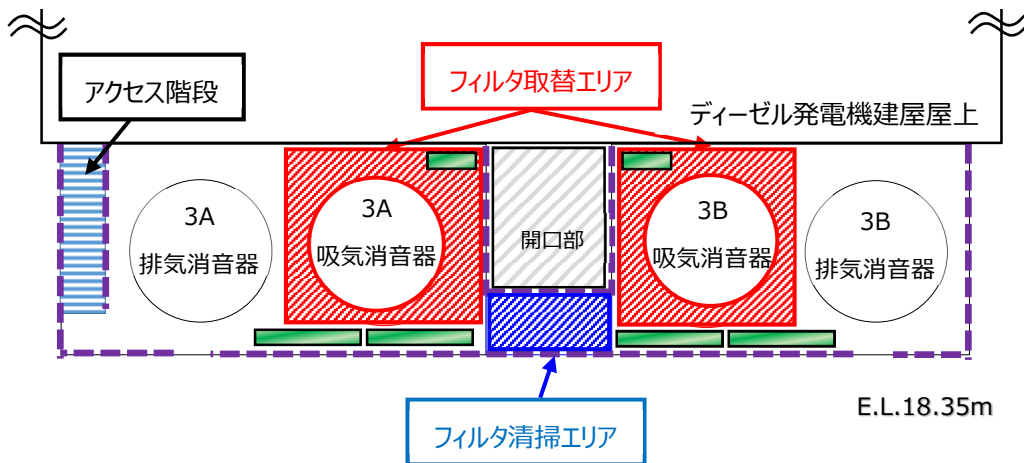 アクセス階段
フィルタ取替エリア
ディーゼル発電機建屋屋上
3A
排気消音器
3A
吸気消音器
開口部
3B
吸気消音器
3B
排気消音器
フィルタ清掃エリア
E.L.18.35m